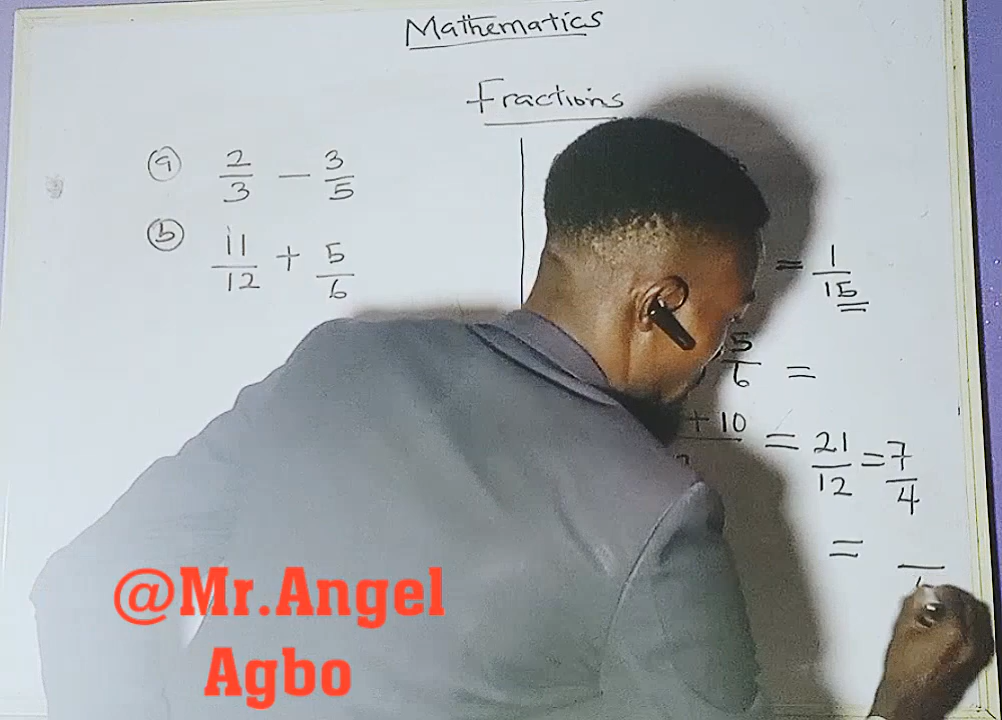 Mathematics
Fractions
(a) 2/3 - 3/5
(b) 11/12 + 5/6
= 1/15
5/6 =
+ 10 = 21/12 = 7/4
=
@Mr.Angel
Agbo